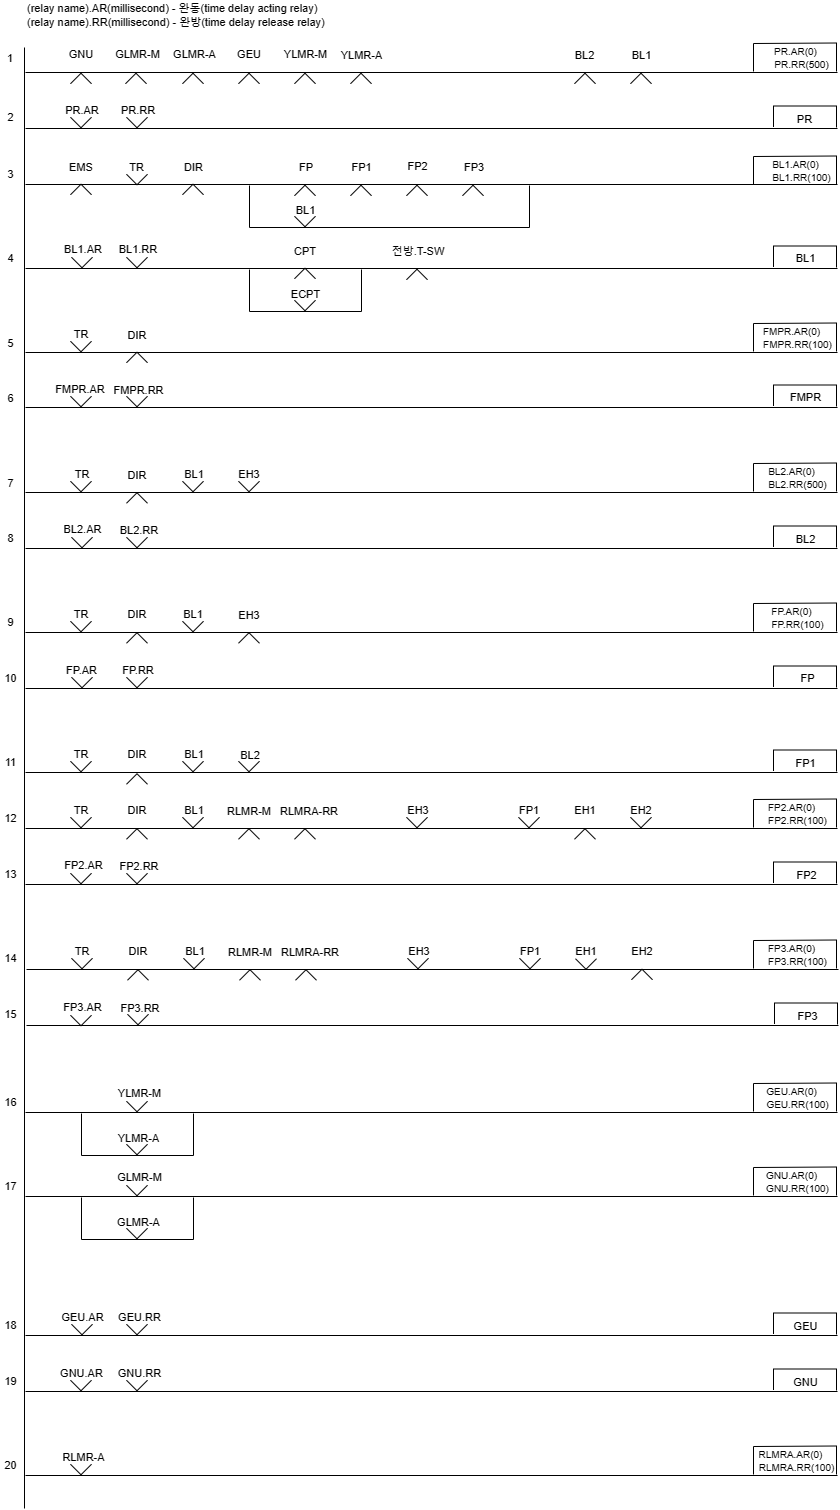 (relay name).AR(millisecond) - 완동(time delay acting relay)
(relay name).RR(millisecond) - 완방(time delay release relay)
1 GNU GLMR-M GLMR-A GEU YLMR-M YLMR-A BL2 BL1 PR.AR(0)
PR.RR(500)
2 PR.AR PR.RR PR
3 EMS TR DIR FP FP1 FP2 FP3 BL1.AR(0)
BL1.RR(100)
BL1
4 BL1.AR BL1.RR CPT 전방.T-SW BL1
ECPT
5 TR DIR FMPR.AR(0)
FMPR.RR(100)
6 FMPR.AR FMPR.RR FMPR
7 TR DIR BL1 EH3 BL2.AR(0)
BL2.RR(500)
8 BL2.AR BL2.RR BL2
9 TR DIR BL1 EH3 FP.AR(0)
FP.RR(100)
10 FP.AR FP.RR FP
11 TR DIR BL1 BL2 FP1
12 TR DIR BL1 RLMR-M RLMRA-RR EH3 FP1 EH1 EH2 FP2.AR(0)
FP2.RR(100)
13 FP2.AR FP2.RR FP2
14 TR DIR BL1 RLMR-M RLMRA-RR EH3 FP1 EH1 EH2 FP3.AR(0)
FP3.RR(100)
15 FP3.AR FP3.RR FP3
16 YLMR-M GEU.AR(0)
GEU.RR(100)
YLMR-A
17 GLMR-M GNU.AR(0)
GNU.RR(100)
GLMR-A
18 GEU.AR GEU.RR GEU
19 GNU.AR GNU.RR GNU
20 RLMR-A RLMRA.AR(0)
RLMRA.RR(100)